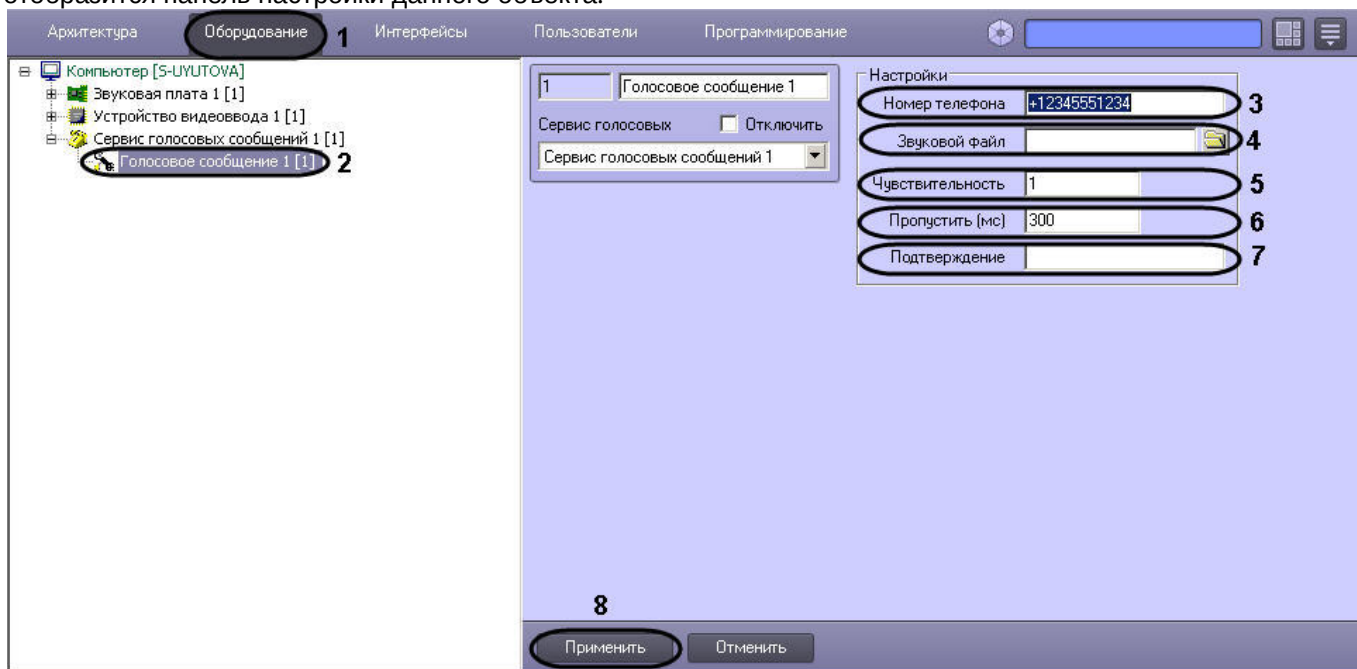 отобразится панель настройки данного объекта.
Архитектура Оборудование 1 Интерфейсы Пользователи Программирование
Компьютер [S-UYUTOVA]
Звуковая плата 1 [1]
Устройство видеоввода 1 [1]
Сервис голосовых сообщений 1 [1]
Голосовое сообщение 1 [1] 2
1 Голосовое сообщение 1
Сервис голосовых Отключить
Сервис голосовых сообщений 1
Настройки
Номер телефона +12345551234 3
Звуковой файл 4
Чувствительность 1 5
Пропустить (мс) 300 6
Подтверждение 7
8
Применить Отменить